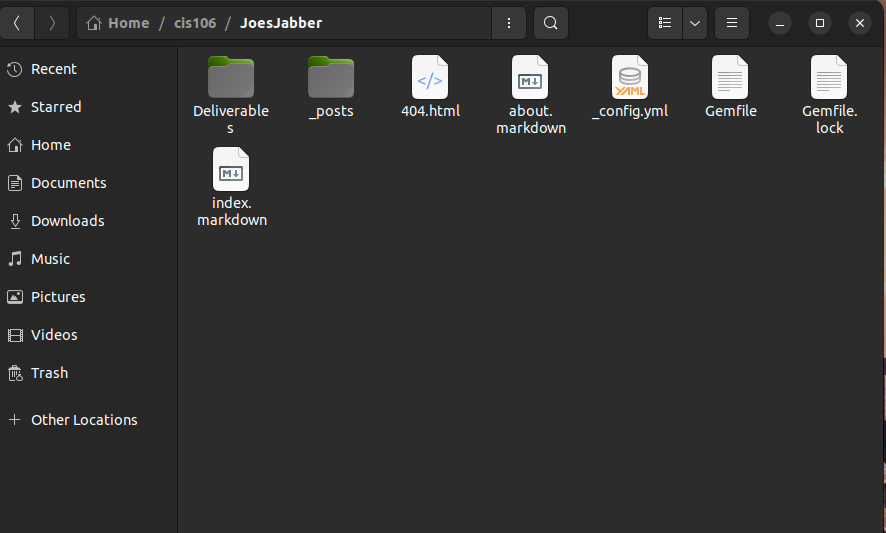 Home / cis106 / JoesJabber
Recent
Starred
Home
Documents
Downloads
Music
Pictures
Videos
Trash
Other Locations
Deliverable
s
_posts
404.html
about.
markdown
_config.yml
YAML
Gemfile
Gemfile.
lock
index.
markdown